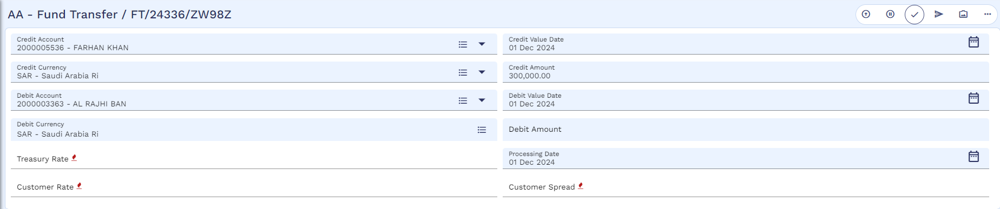 AA - Fund Transfer / FT/24336/ZW98Z
Credit Account
2000005536 - FARHAN KHAN
Credit Value Date
01 Dec 2024
Credit Currency
SAR - Saudi Arabia Ri
Credit Amount
300,000.00
Debit Account
2000003363 - AL RAJHI BAN
Debit Value Date
01 Dec 2024
Debit Currency
SAR - Saudi Arabia Ri
Debit Amount
Treasury Rate
Processing Date
01 Dec 2024
Customer Rate
Customer Spread